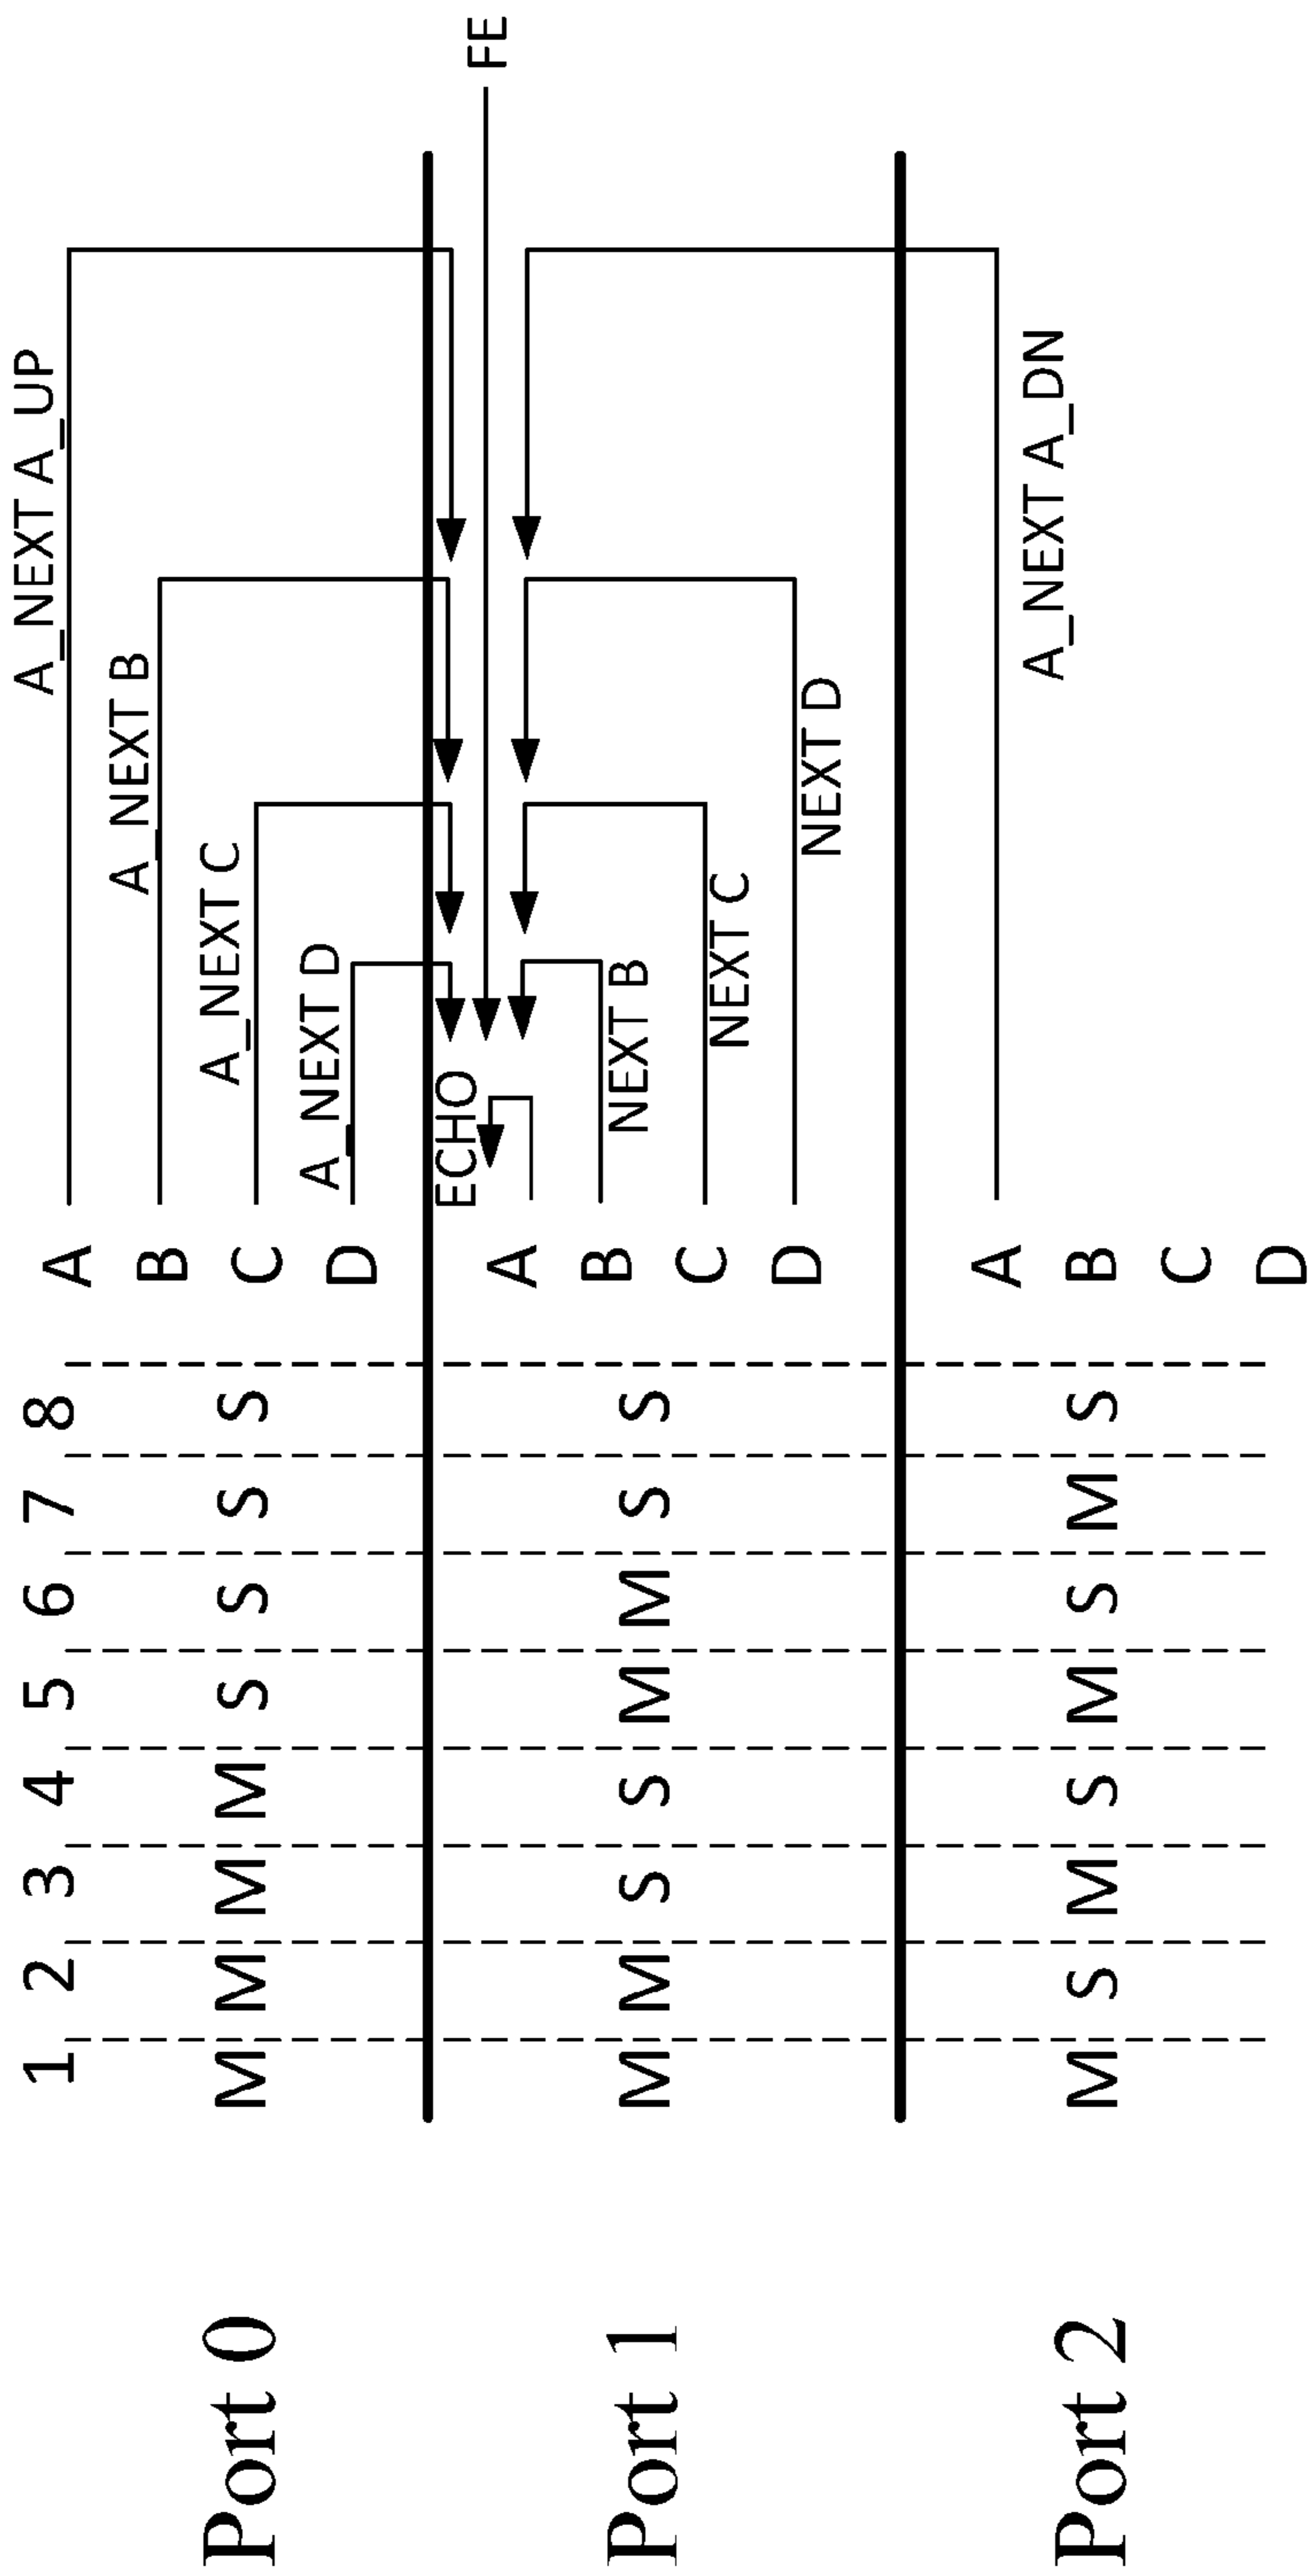 1 2 3 4 5 6 7 8
A_NEXT A_UP
A
A_NEXT B
B
Port 0 M M M M S S S S
A_NEXT C
C
A_NEXT D
D
ECHO
FE
A
Port 1 M M S S M M S S
B
NEXT B
C
NEXT C
D
NEXT D
A
A_NEXT A_DN
Port 2 M S M S M S M S
B
C
D